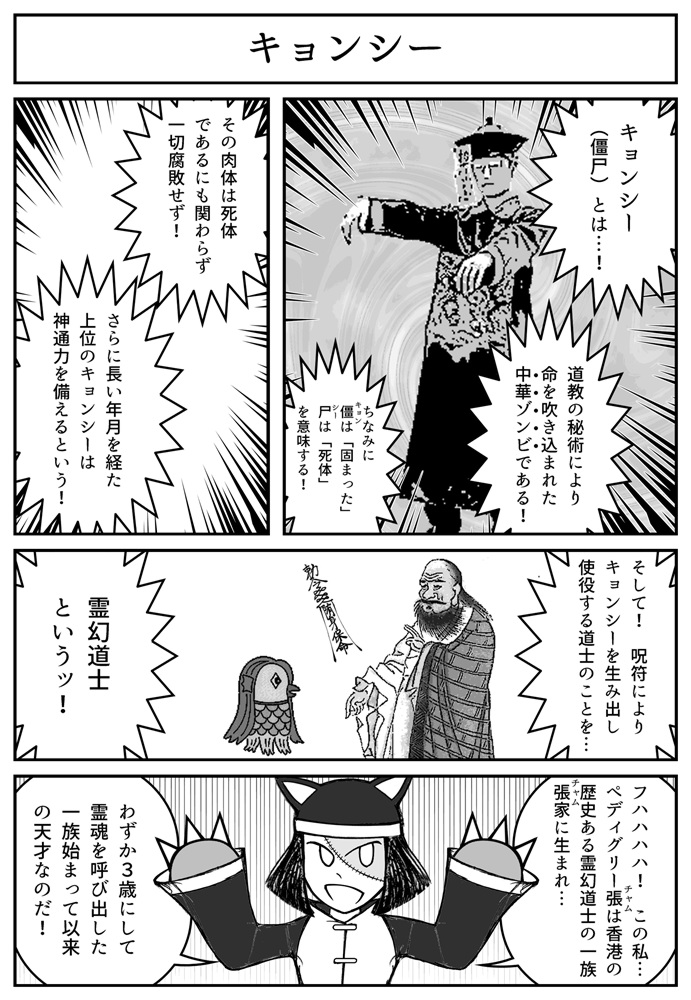 キョンシー
キョンシー
（僵尸）とは…！
道教の秘術により
命を吹き込まれた
中華ゾンビである！
ちなみに
僵は「固まった」
キョン
尸は「死体」
シー
を意味する！
その肉体は死体
であるにも関わらず
一切腐敗せず！
さらに長い年月を経た
上位のキョンシーは
神通力を備えるという！
そして！　呪符により
キョンシーを生み出し
使役する道士のことを…
霊幻道士
というッ！
フハハハハ！　この私…
ペディグリー張は香港の
チャム
歴史ある霊幻道士の一族
張家に生まれ…
チャム
わずか３歳にして
霊魂を呼び出した
一族始まって以来
の天才なのだ！